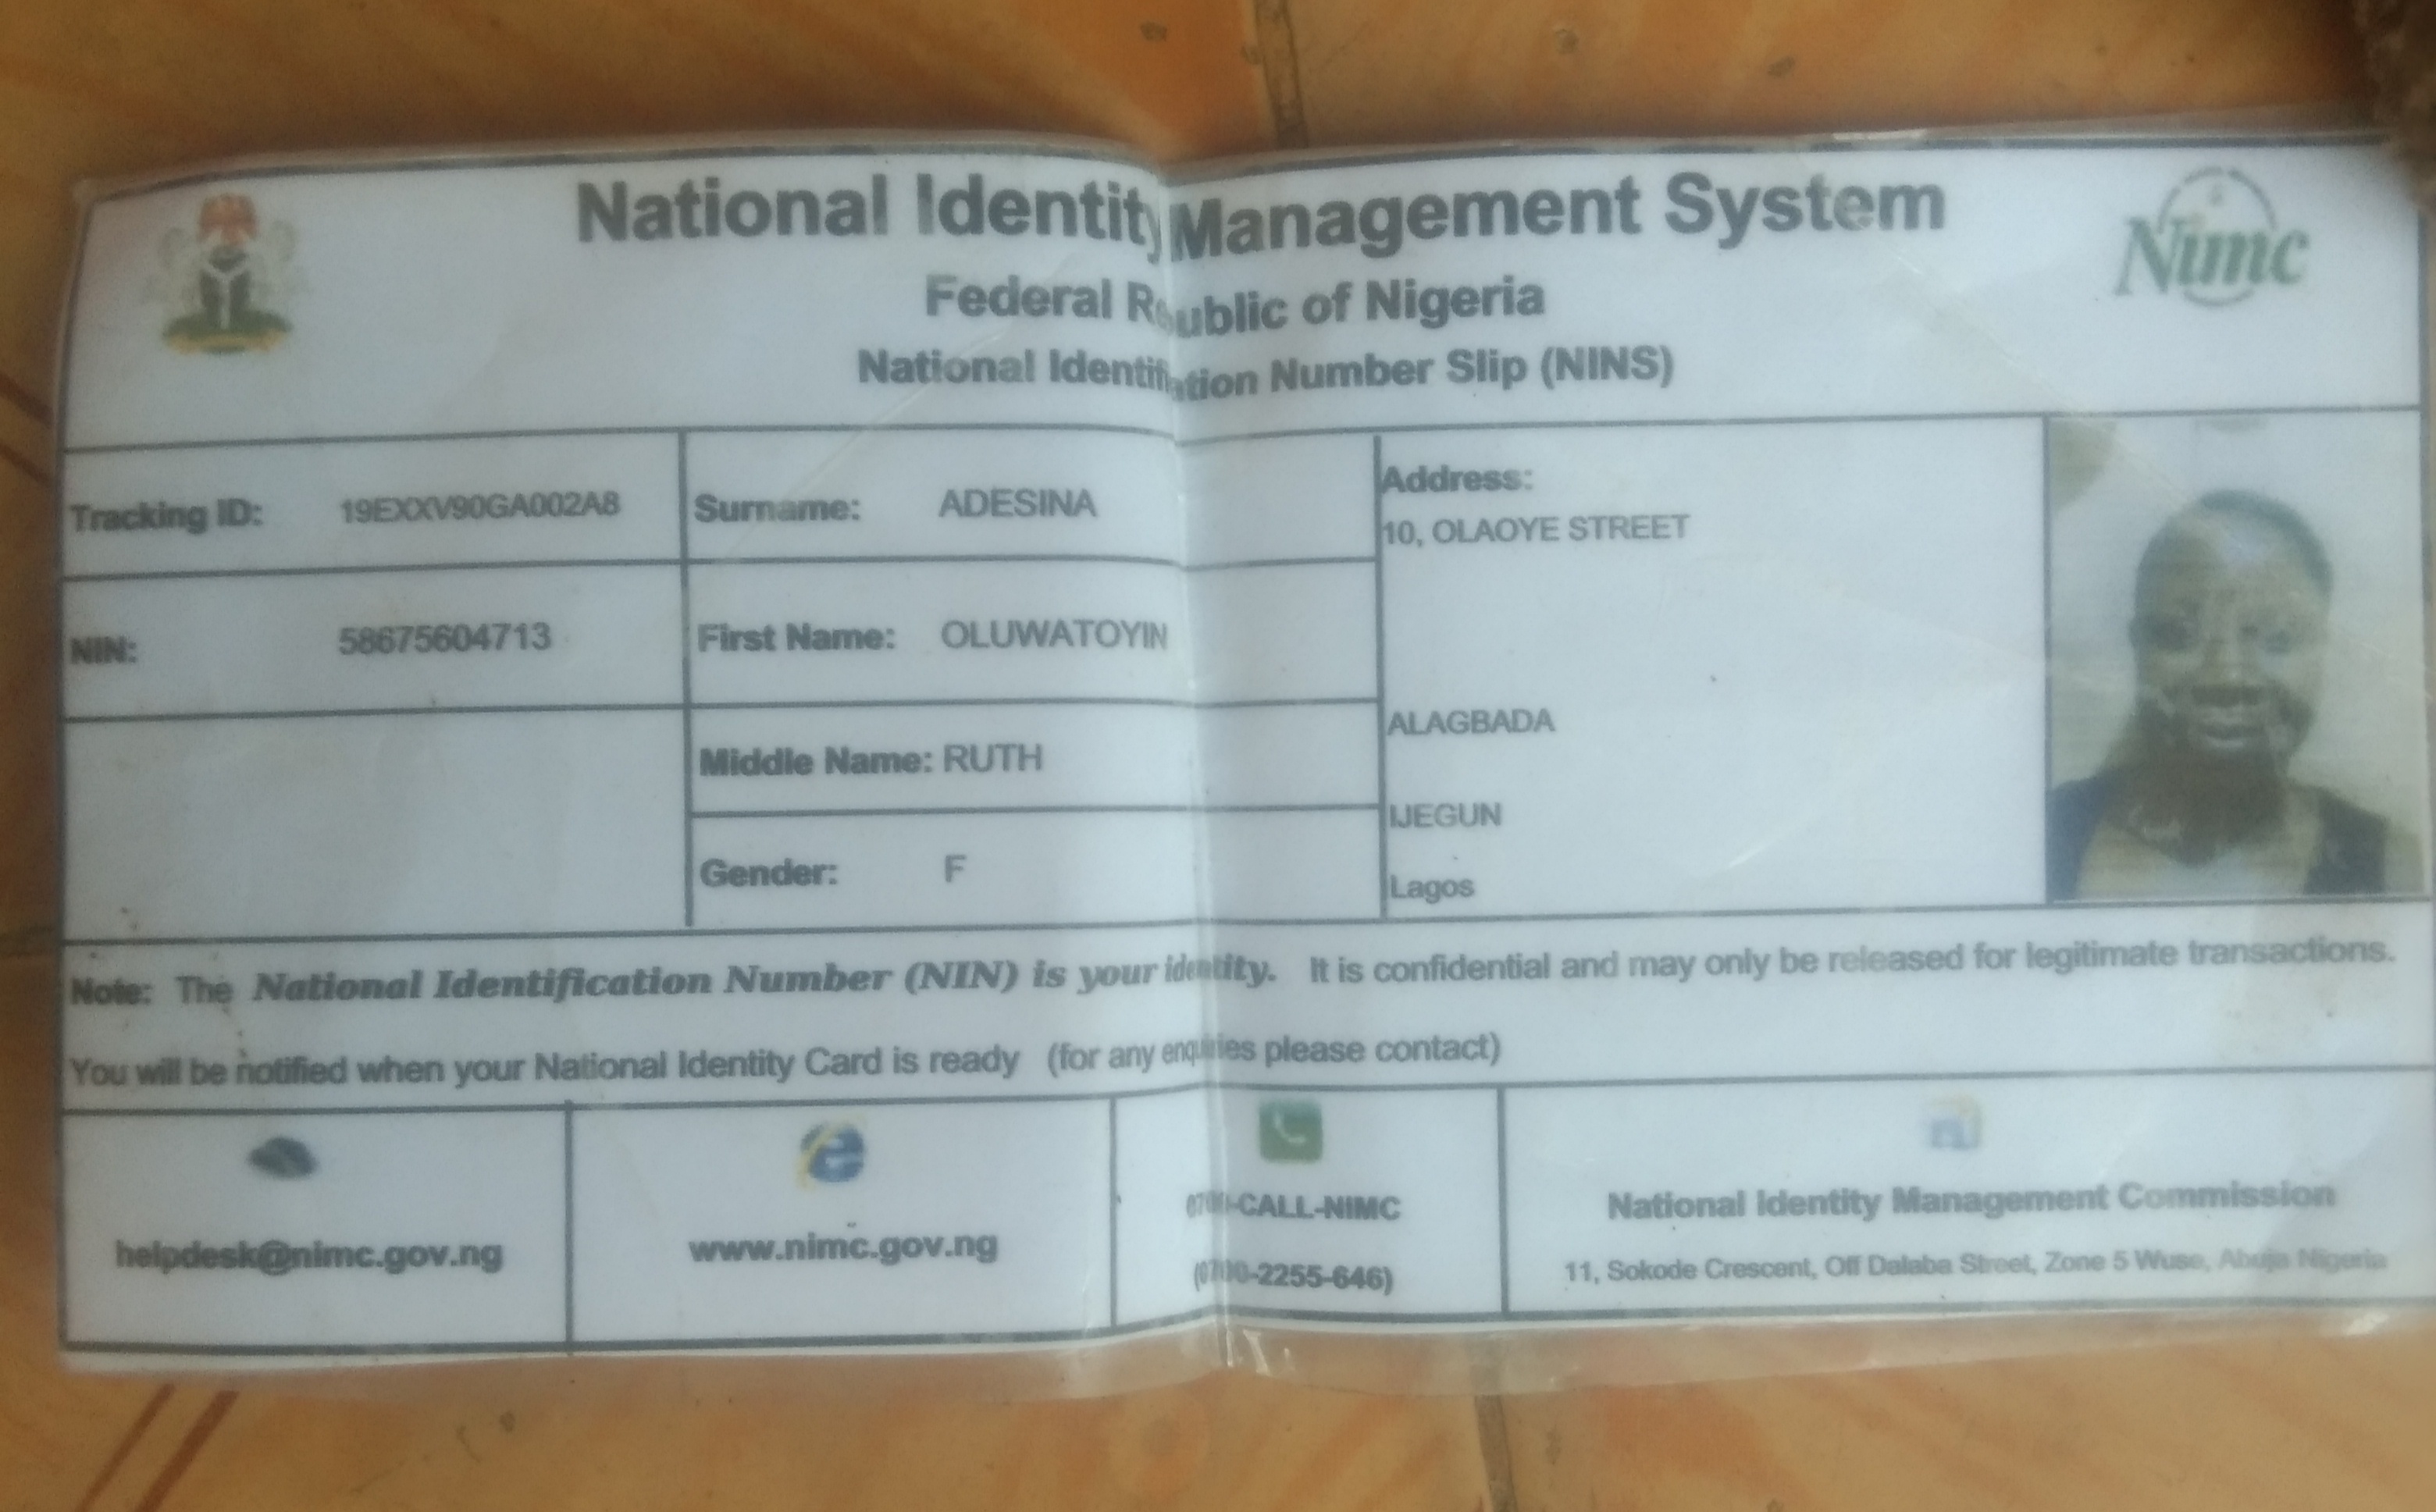 National Identity Management System
Nimc
Federal Republic of Nigeria
National Identification Number Slip (NINS)
Tracking ID: 19EXXV90GA002A8
Surname: ADESINA
Address:
10, OLAOYE STREET
NIN: 58675604713
First Name: OLUWATOYIN
Middle Name: RUTH
ALAGBADA
IJEGUN
Gender: F
Lagos
Note: The National Identification Number (NIN) is your identity. It is confidential and may only be released for legitimate transactions.
You will be notified when your National Identity Card is ready (for any enquiries please contact)
helpdesk@nimc.gov.ng
www.nimc.gov.ng
0700-CALL-NIMC
(0700-2255-646)
National Identity Management Commission
11, Sokode Crescent, Off Dalaba Street, Zone 5 Wuse, Abuja Nigeria